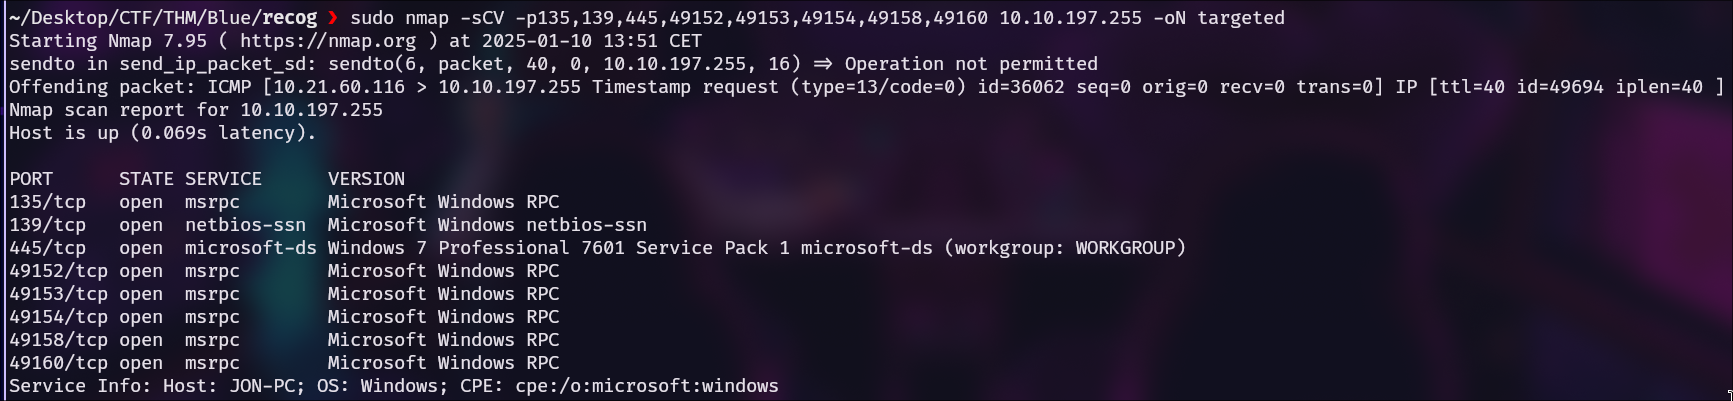 ~/Desktop/CTF/THM/Blue/recog ❯ sudo nmap -sCV -p135,139,445,49152,49153,49154,49158,49160 10.10.197.255 -oN targeted
Starting Nmap 7.95 ( https://nmap.org ) at 2025-01-10 13:51 CET
sendto in send_ip_packet_sd: sendto(6, packet, 40, 0, 10.10.197.255, 16) => Operation not permitted
Offending packet: ICMP [10.21.60.116 > 10.10.197.255 Timestamp request (type=13/code=0) id=36062 seq=0 orig=0 recv=0 trans=0] IP [ttl=40 id=49694 iplen=40 ]
Nmap scan report for 10.10.197.255
Host is up (0.069s latency).
PORT      STATE SERVICE      VERSION
135/tcp   open  msrpc        Microsoft Windows RPC
139/tcp   open  netbios-ssn  Microsoft Windows netbios-ssn
445/tcp   open  microsoft-ds Windows 7 Professional 7601 Service Pack 1 microsoft-ds (workgroup: WORKGROUP)
49152/tcp open  msrpc        Microsoft Windows RPC
49153/tcp open  msrpc        Microsoft Windows RPC
49154/tcp open  msrpc        Microsoft Windows RPC
49158/tcp open  msrpc        Microsoft Windows RPC
49160/tcp open  msrpc        Microsoft Windows RPC
Service Info: Host: JON-PC; OS: Windows; CPE: cpe:/o:microsoft:windows